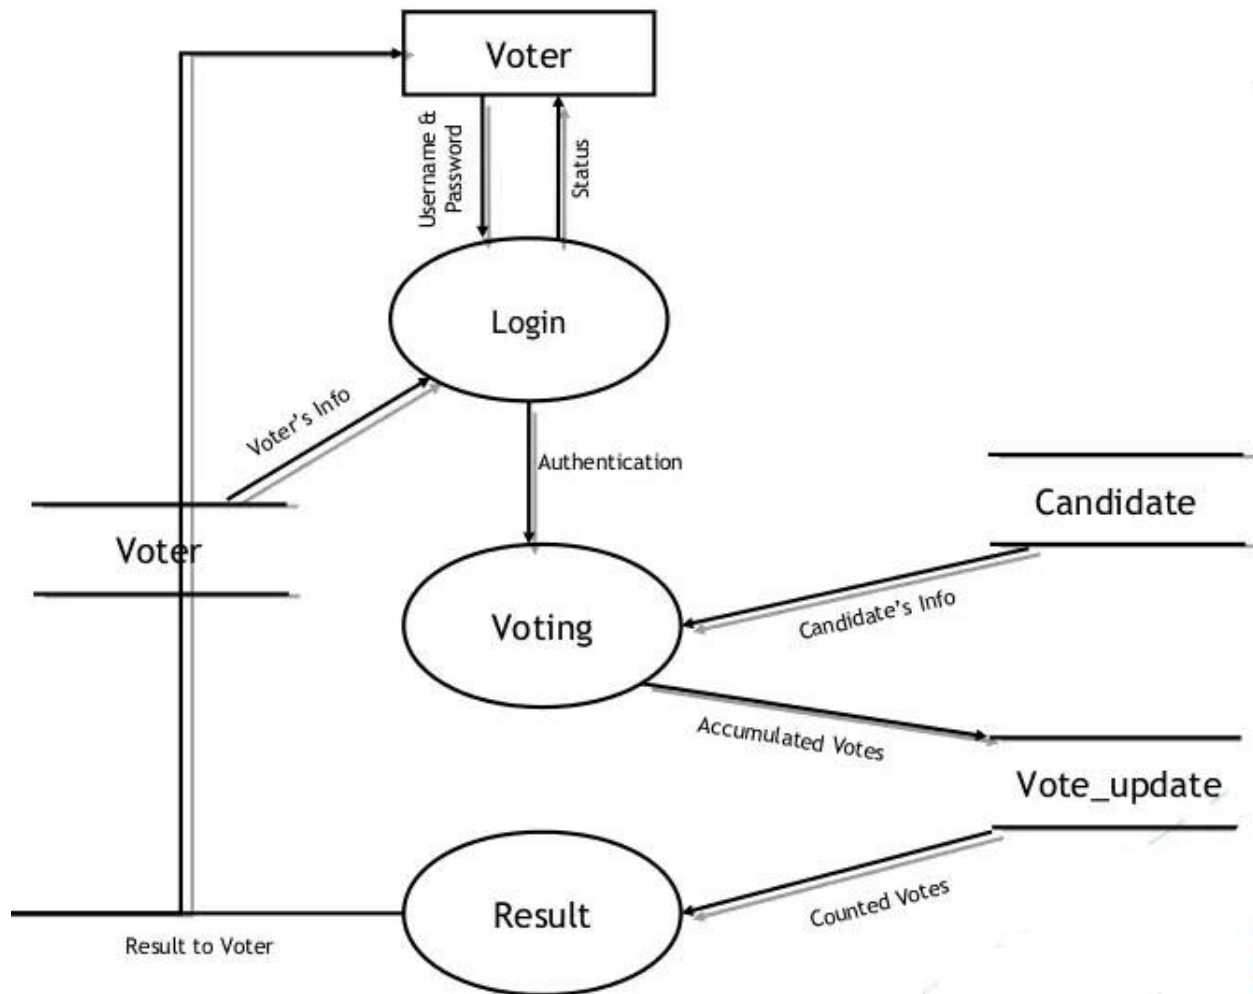 Voter
Username &
Password
Status
Login
Voter's Info
Authentication
Candidate
Voter
Voting
Candidate's Info
Accumulated Votes
Vote_update
Result
Counted Votes
Result to Voter